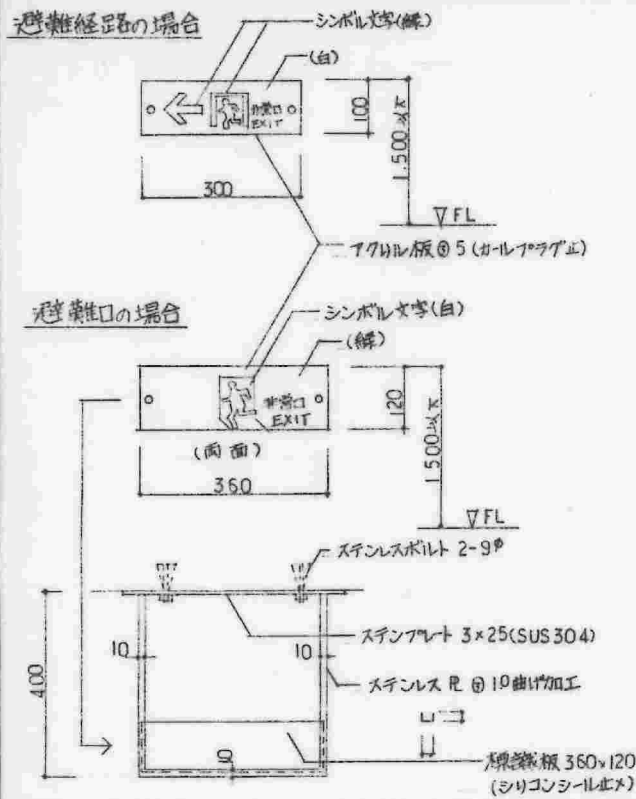 避難経路の場合
シンボル文字(緑)
(白)
非常口
EXIT
100
1.500以下
300
▽FL
アクリル板⑦5(カールプラグ止)
避難口の場合
シンボル文字(白)
(緑)
非常口
EXIT
120
1500以下
(両面)
360
▽FL
ステンレスボルト 2-9φ
ステンプレート 3×25(SUS304)
10
10
400
ステンレス PL ⑦1.0曲げ加工
標識板 360×120
(シリコンシール止メ)